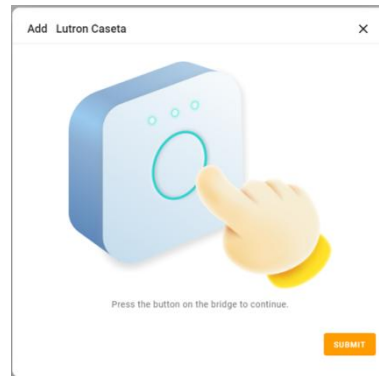 Add Lutron Caseta
Press the button on the bridge to continue.
SUBMIT